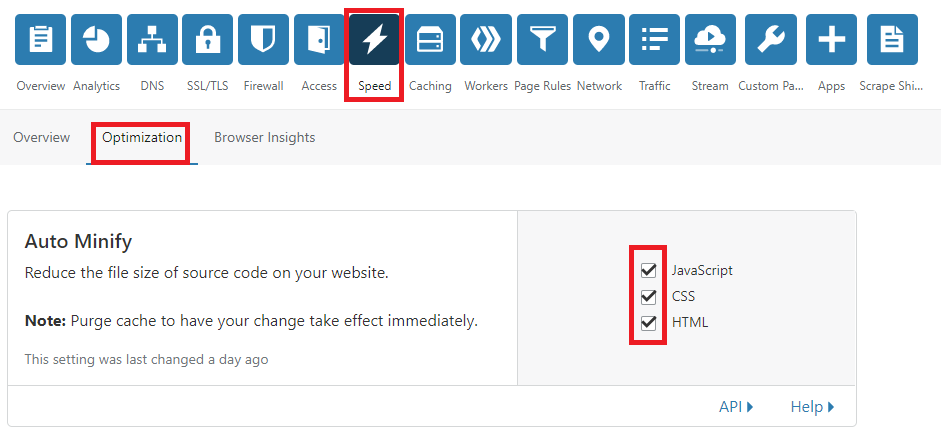 Overview Analytics DNS SSL/TLS Firewall Access Speed Caching Workers Page Rules Network Traffic Stream Custom Pa... Apps Scrape Shi...
Overview Optimization Browser Insights
Auto Minify
Reduce the file size of source code on your website.
Note: Purge cache to have your change take effect immediately.
This setting was last changed a day ago
JavaScript
CSS
HTML
API Help